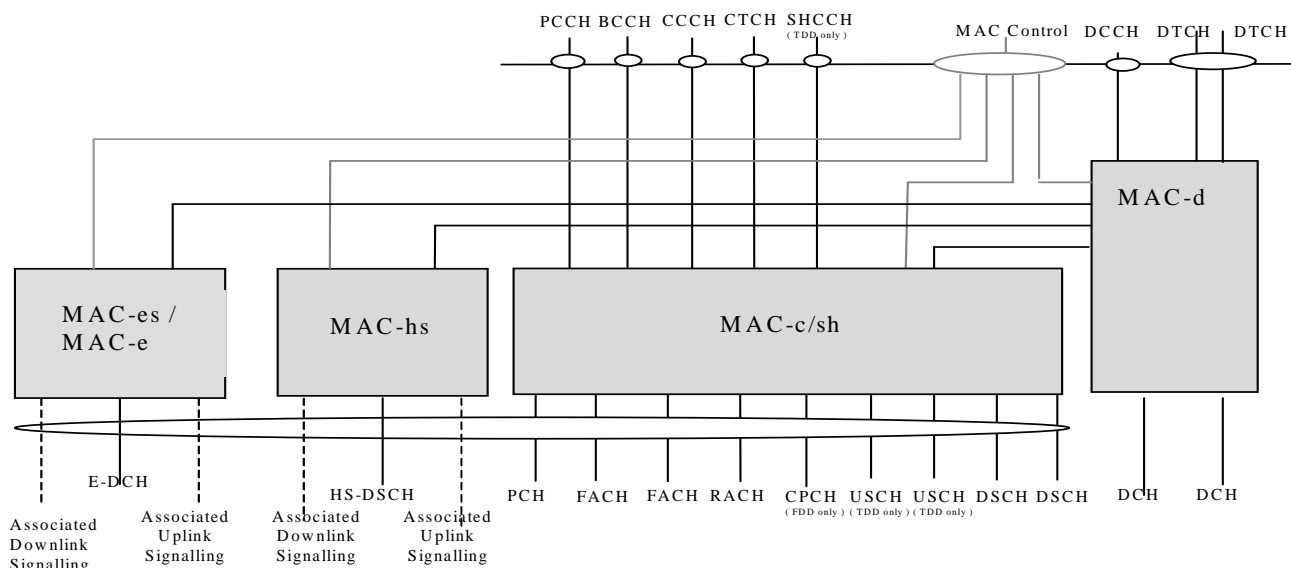 PCCH BCCH CCCH CTCH SHCCH MAC Control DCCH DTCH DTCH
( TDD only )
MAC-d
MAC-es /
MAC-e
MAC-hs
MAC-c/sh
E-DCH HS-DSCH PCH FACH FACH RACH CPCH USCH USCH DSCH DSCH DCH DCH
( FDD only ) ( TDD only ) ( TDD only )
Associated
Downlink
Signalling
Associated
Uplink
Signalling
Associated
Downlink
Signalling
Associated
Uplink
Signalling